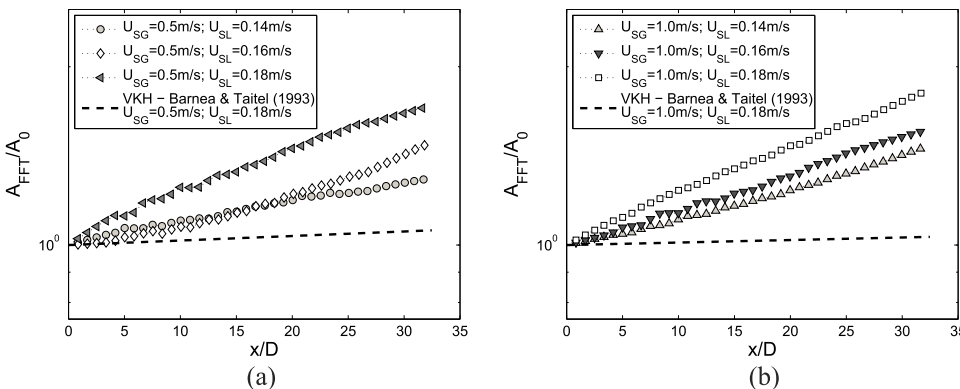 U_SG=0.5m/s; U_SL=0.14m/s
U_SG=0.5m/s; U_SL=0.16m/s
U_SG=0.5m/s; U_SL=0.18m/s
VKH − Barnea & Taitel (1993)
U_SG=0.5m/s; U_SL=0.18m/s
A_FFT/A_0
10^0
0 5 10 15 20 25 30 35
x/D
(a)
U_SG=1.0m/s; U_SL=0.14m/s
U_SG=1.0m/s; U_SL=0.16m/s
U_SG=1.0m/s; U_SL=0.18m/s
VKH − Barnea & Taitel (1993)
U_SG=1.0m/s; U_SL=0.18m/s
A_FFT/A_0
10^0
0 5 10 15 20 25 30 35
x/D
(b)